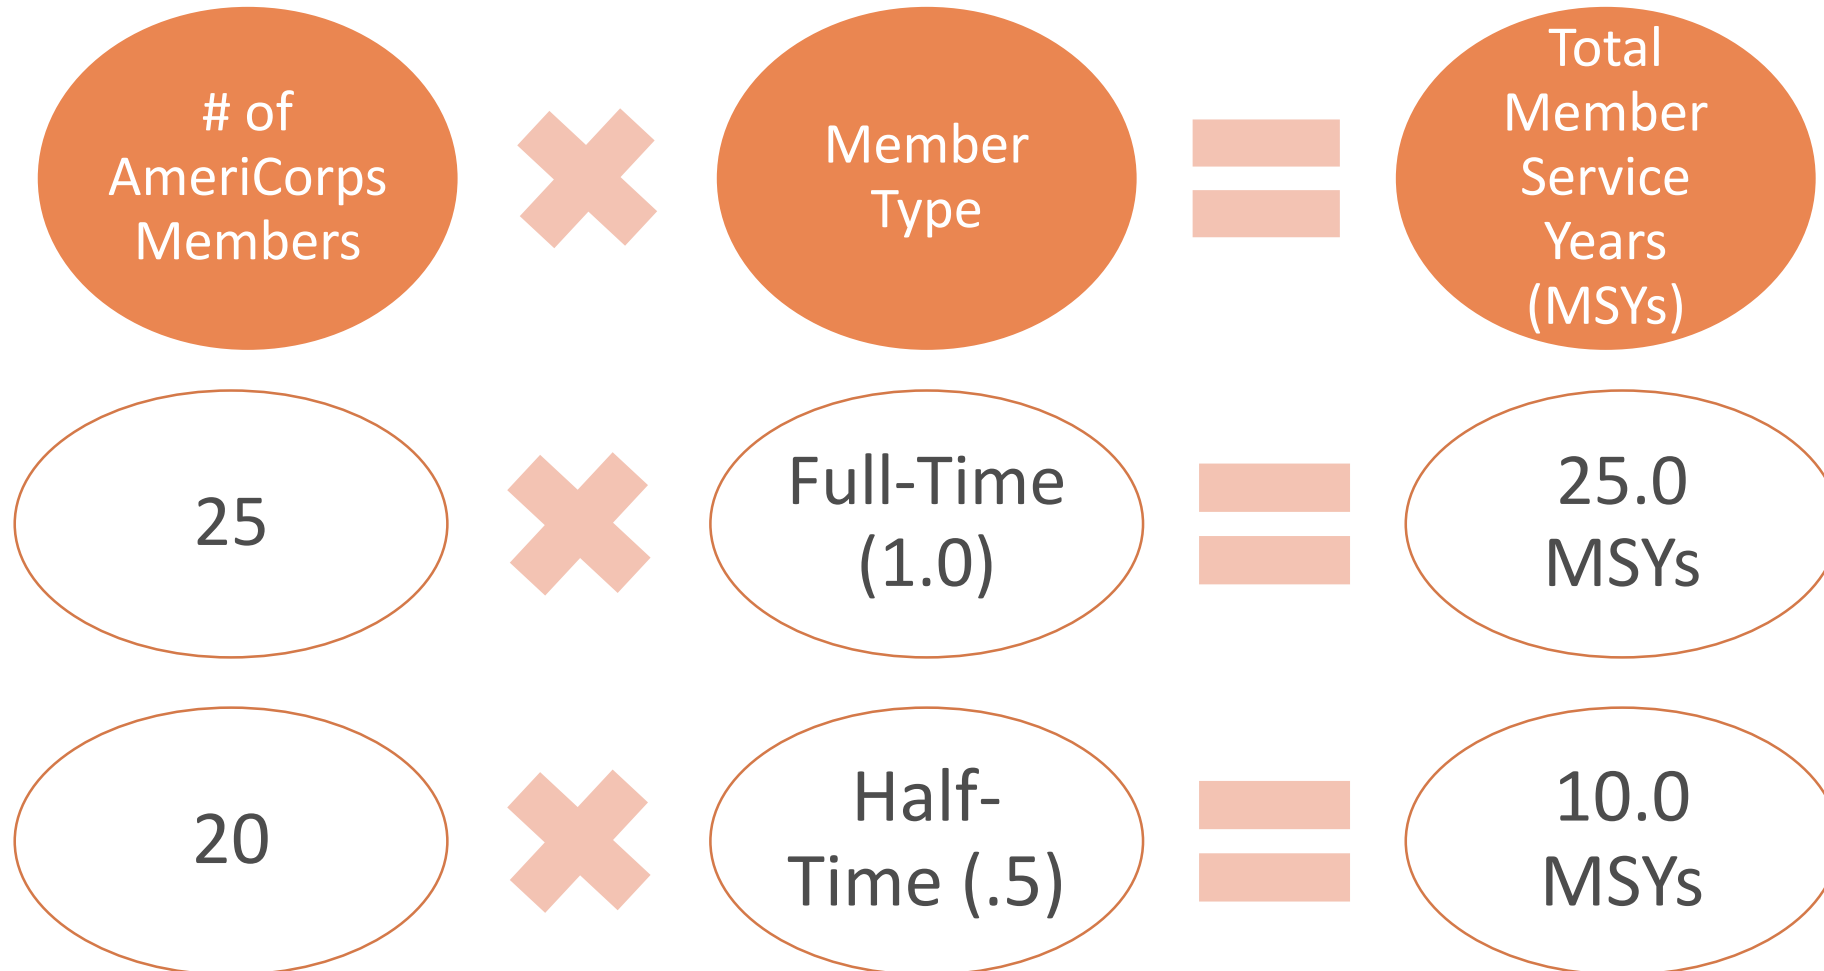 # of
AmeriCorps
Members
Member
Type
Total
Member
Service
Years
(MSYs)
25
Full-Time
(1.0)
25.0
MSYs
20
Half-
Time (.5)
10.0
MSYs